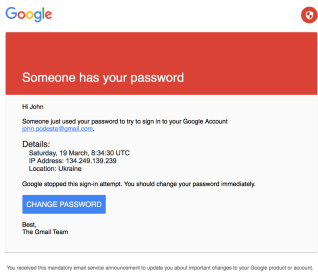 Google
Someone has your password
Hi John
Someone just used your password to try to sign in to your Google Account
john.podesta@gmail.com.
Details:
Saturday, 19 March, 8:34:30 UTC
IP Address: 134.249.139.239
Location: Ukraine
Google stopped this sign-in attempt. You should change your password immediately.
CHANGE PASSWORD
Best,
The Gmail Team
You received this mandatory email service announcement to update you about important changes to your Google product or account.